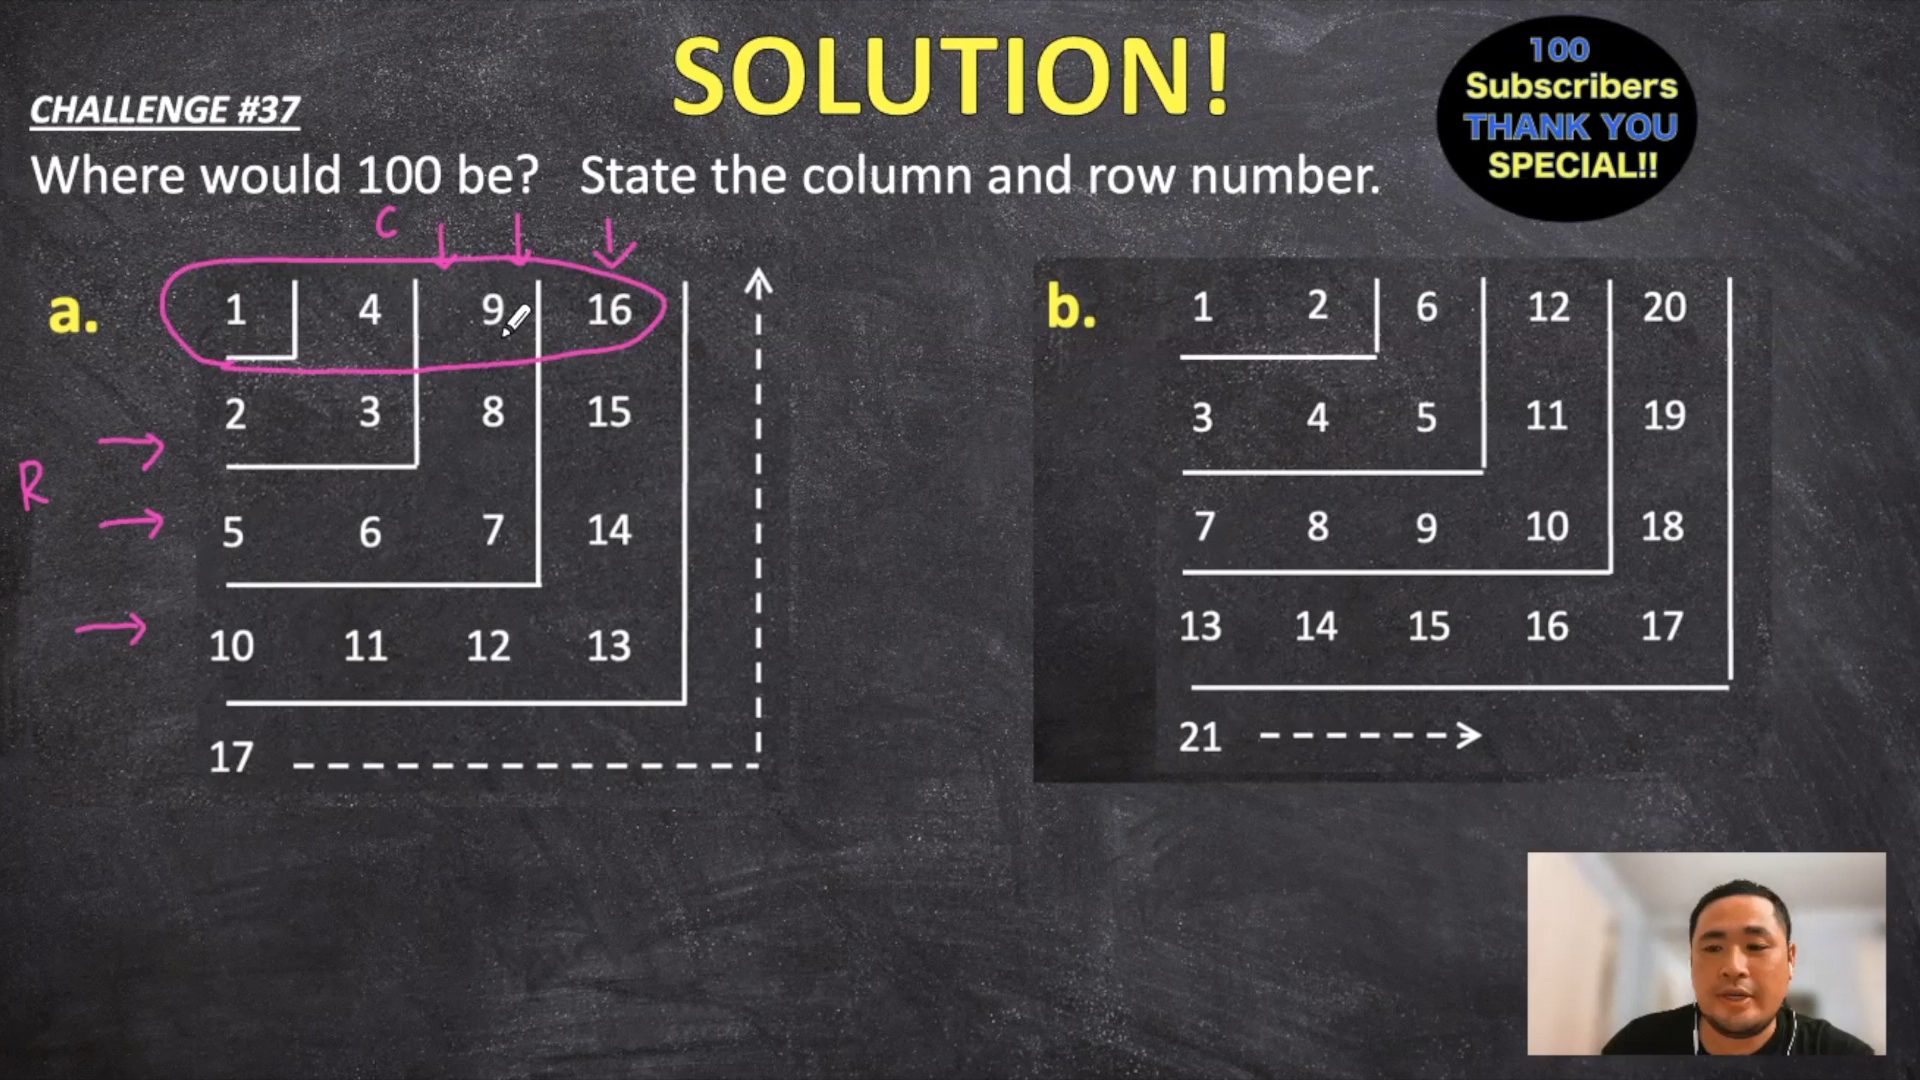 SOLUTION!
100
Subscribers
THANK YOU
SPECIAL!!
CHALLENGE #37
Where would 100 be? State the column and row number.
C
R
a.
1 4 9 16
2 3 8 15
5 6 7 14
10 11 12 13
17
b.
1 2 6 12 20
3 4 5 11 19
7 8 9 10 18
13 14 15 16 17
21